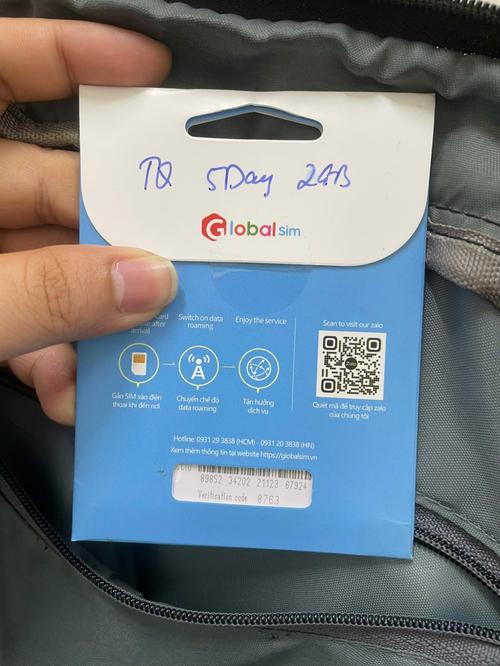 TQ 5Day 2GB
Global sim
Card
after
arrival
Switch on data
roaming
Enjoy the service
Scan to visit our zalo
Gắn SIM vào điện
thoại khi đến nơi
Chuyển chế độ
data roaming
Tận hưởng
dịch vụ
Quét mã để truy cập zalo
của chúng tôi
Hotline: 0931 29 3838 (HCM) - 0931 20 3838 (HN)
Xem thêm thông tin tại website https://globalsim.vn
89852 34202 21123 67924
Verification code 8763